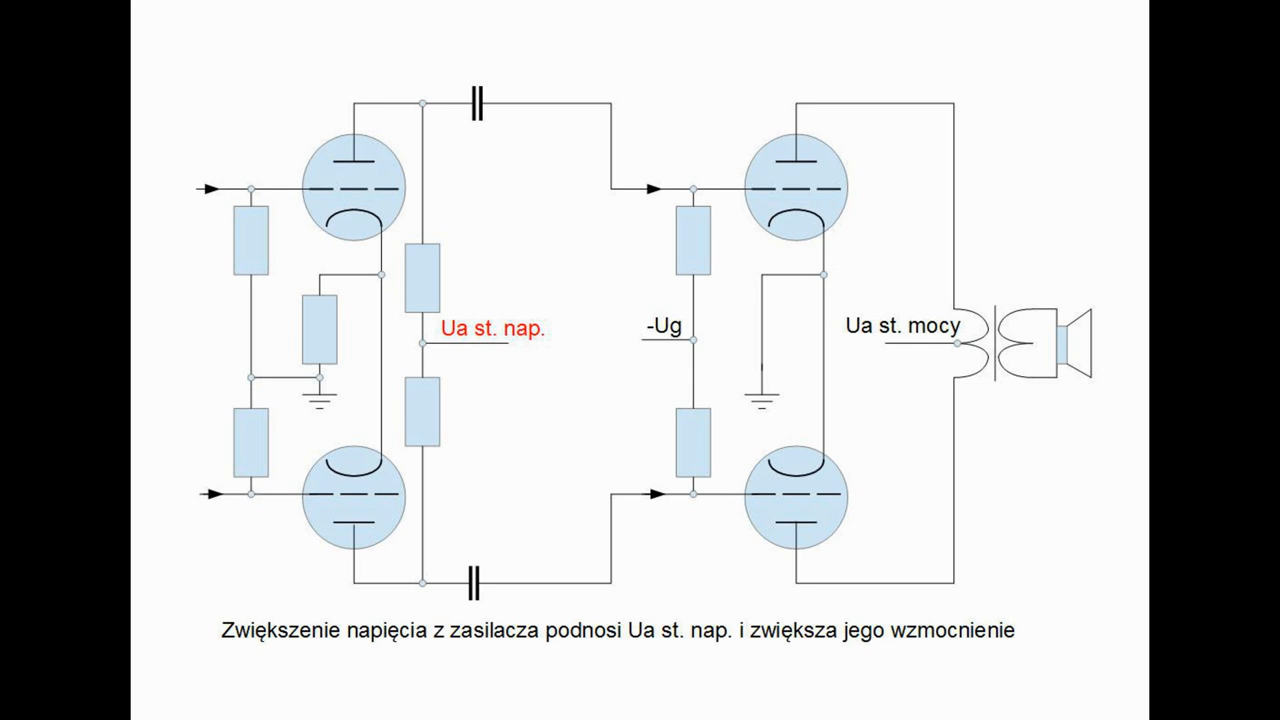 Ua st. nap.
-Ug
Ua st. mocy
Zwiększenie napięcia z zasilacza podnosi Ua st. nap. i zwiększa jego wzmocnienie